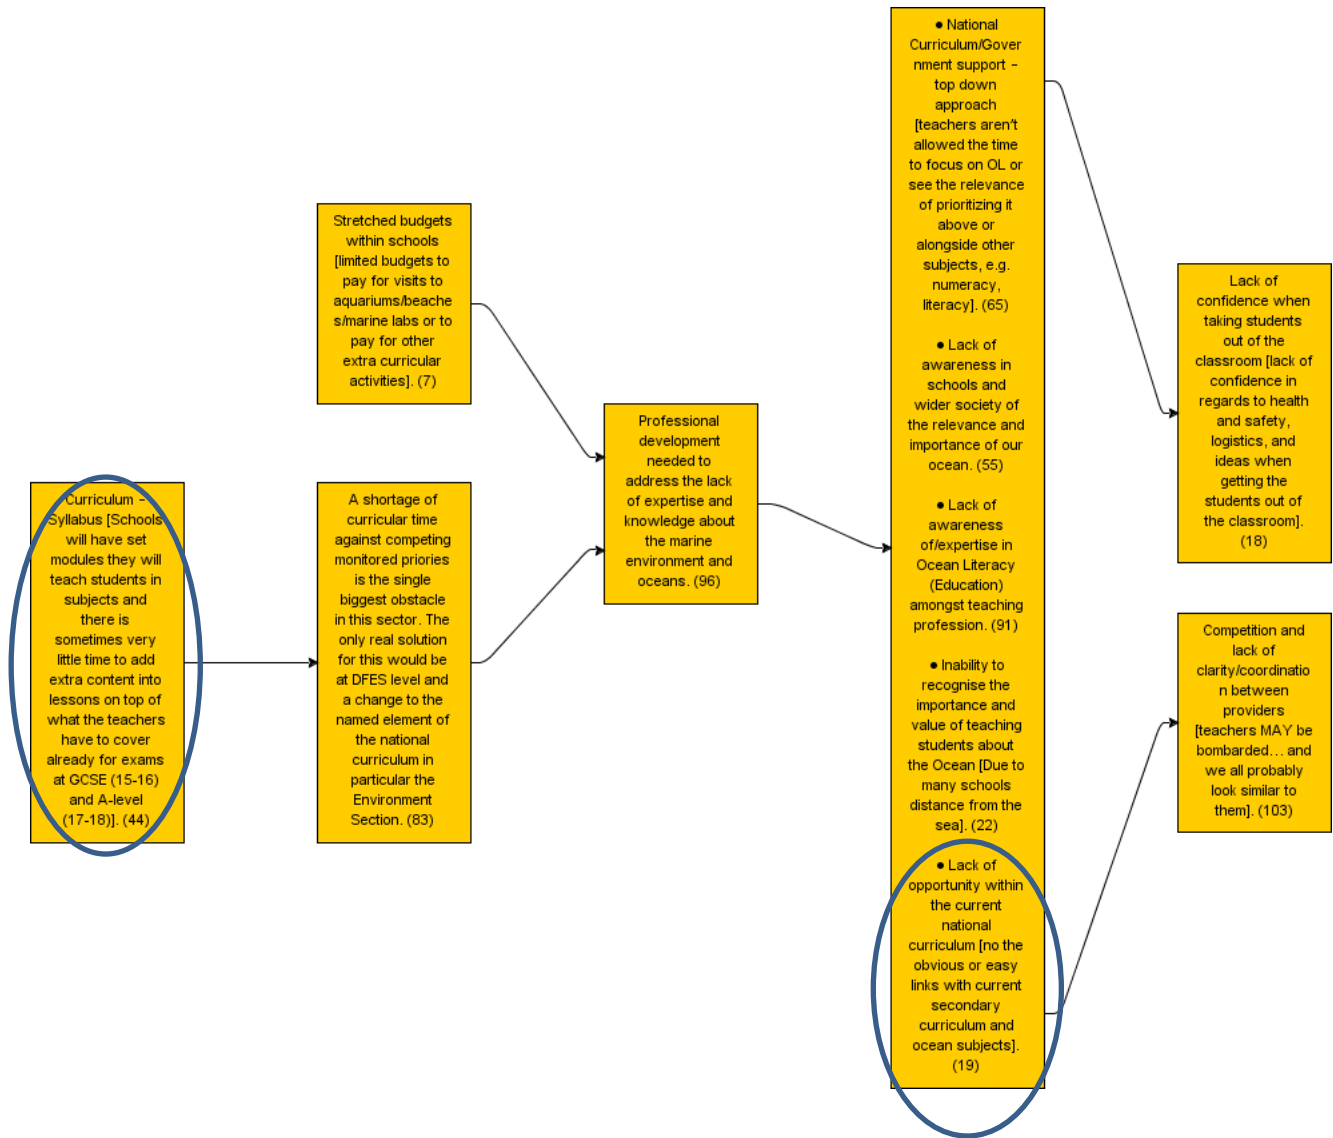 Curriculum –
Syllabus [Schools
will have set
modules they will
teach students in
subjects and
there is
sometimes very
little time to add
extra content into
lessons on top of
what the teachers
have to cover
already for exams
at GCSE (15-16)
and A-level
(17-18)]. (44)
Stretched budgets
within schools
[limited budgets to
pay for visits to
aquariums/beache
s/marine labs or to
pay for other
extra curricular
activities]. (7)
A shortage of
curricular time
against competing
monitored priories
is the single
biggest obstacle
in this sector. The
only real solution
for this would be
at DFES level and
a change to the
named element of
the national
curriculum in
particular the
Environment
Section. (83)
Professional
development
needed to
address the lack
of expertise and
knowledge about
the marine
environment and
oceans. (96)
● National
Curriculum/Gover
nment support –
top down
approach
[teachers aren't
allowed the time
to focus on OL or
see the relevance
of prioritizing it
above or
alongside other
subjects, e.g.
numeracy,
literacy]. (65)
● Lack of
awareness in
schools and
wider society of
the relevance and
importance of our
ocean. (55)
● Lack of
awareness
of/expertise in
Ocean Literacy
(Education)
amongst teaching
profession. (91)
● Inability to
recognise the
importance and
value of teaching
students about
the Ocean [Due to
many schools
distance from the
sea]. (22)
● Lack of
opportunity within
the current
national
curriculum [no the
obvious or easy
links with current
secondary
curriculum and
ocean subjects].
(19)
Lack of
confidence when
taking students
out of the
classroom [lack of
confidence in
regards to health
and safety,
logistics, and
ideas when
getting the
students out of
the classroom].
(18)
Competition and
lack of
clarity/coordinatio
n between
providers
[teachers MAY be
bombarded... and
we all probably
look similar to
them]. (103)